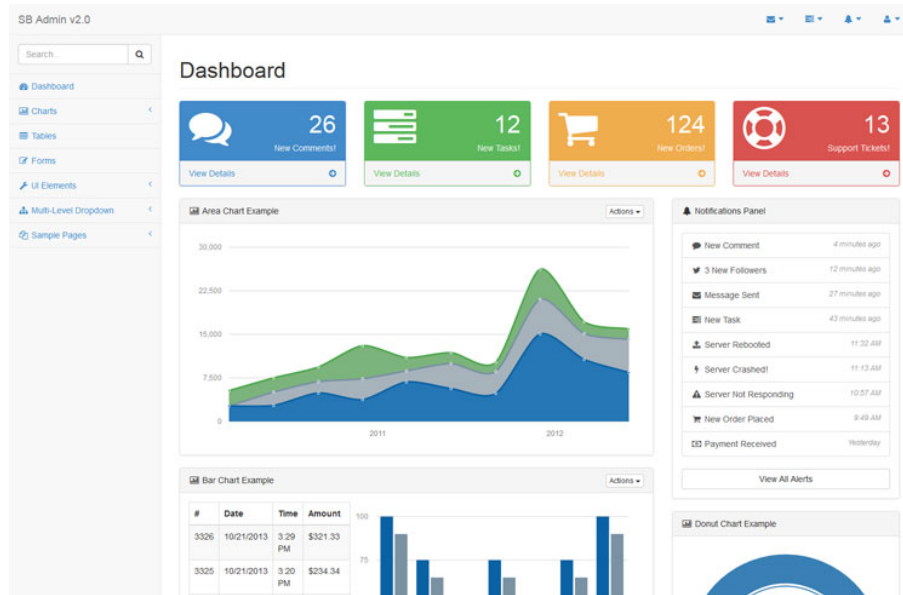 SB Admin v2.0
Search...
Dashboard
Charts
Tables
Forms
UI Elements
Multi-Level Dropdown
Sample Pages
Dashboard
26
New Comments!
View Details
12
New Tasks!
View Details
124
New Orders!
View Details
13
Support Tickets!
View Details
Area Chart Example
Actions
30,000
22,500
15,000
7,500
0
2011
2012
Notifications Panel
New Comment 4 minutes ago
3 New Followers 12 minutes ago
Message Sent 27 minutes ago
New Task 43 minutes ago
Server Rebooted 11:32 AM
Server Crashed! 11:13 AM
Server Not Responding 10:57 AM
New Order Placed 9:49 AM
Payment Received Yesterday
View All Alerts
Bar Chart Example
Actions
# Date Time Amount
3326 10/21/2013 3:29 PM $321.33
3325 10/21/2013 3:20 PM $234.34
100
75
Donut Chart Example